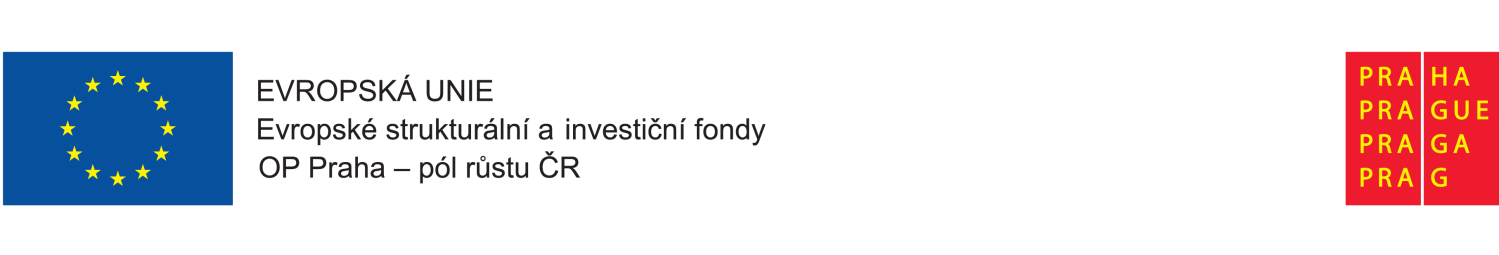 EVROPSKÁ UNIE
Evropské strukturální a investiční fondy
OP Praha – pól růstu ČR
PRA HA
PRA GUE
PRA GA
PRA G